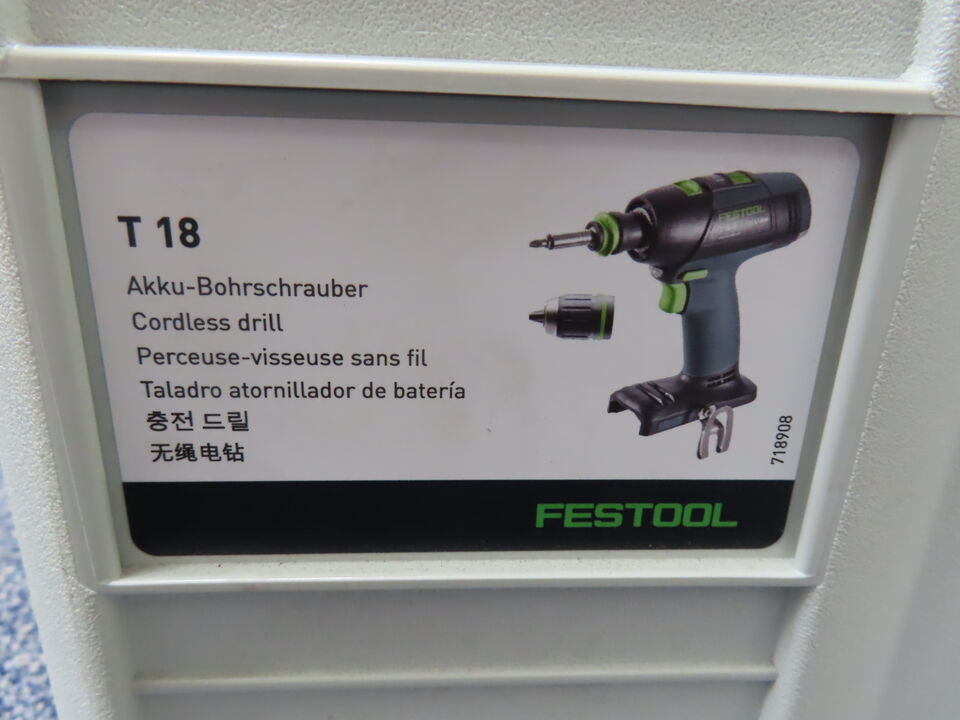 T 18
Akku-Bohrschrauber
Cordless drill
Perceuse-visseuse sans fil
Taladro atornillador de batería
충전 드릴
无绳电钻
FESTOOL
718908
FESTOOL